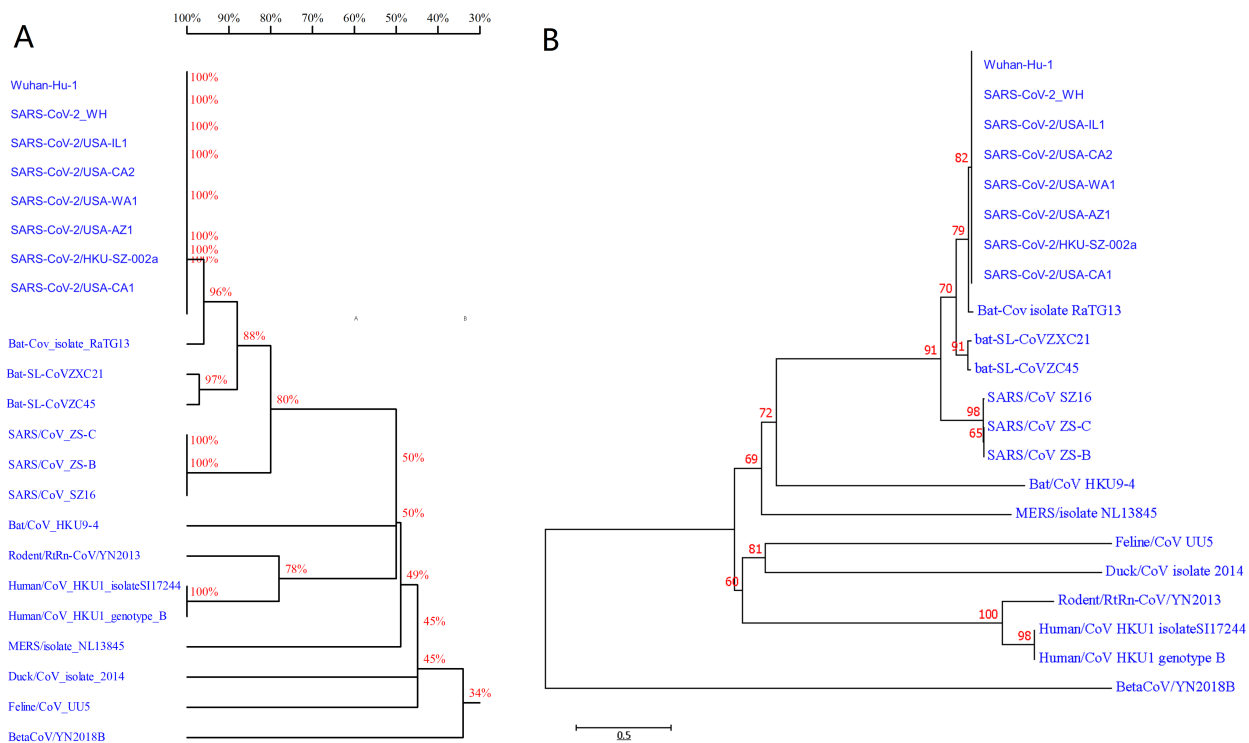 100% 90% 80% 70% 60% 50% 40% 30%
A
Wuhan-Hu-1
SARS-CoV-2_WH
SARS-CoV-2/USA-IL1
SARS-CoV-2/USA-CA2
SARS-CoV-2/USA-WA1
SARS-CoV-2/USA-AZ1
SARS-CoV-2/HKU-SZ-002a
SARS-CoV-2/USA-CA1
Bat-Cov_isolate_RaTG13
Bat-SL-CoVZXC21
Bat-SL-CoVZC45
SARS/CoV_ZS-C
SARS/CoV_ZS-B
SARS/CoV_SZ16
Bat/CoV_HKU9-4
Rodent/RtRn-CoV/YN2013
Human/CoV_HKU1_isolateSI17244
Human/CoV_HKU1_genotype_B
MERS/isolate_NL13845
Duck/CoV_isolate_2014
Feline/CoV_UU5
BetaCoV/YN2018B
100%
100%
100%
100%
100%
100%
100%
100%
96%
88%
97%
80%
100%
100%
50%
50%
78%
100%
49%
45%
45%
34%
A
B
B
Wuhan-Hu-1
SARS-CoV-2_WH
SARS-CoV-2/USA-IL1
SARS-CoV-2/USA-CA2
SARS-CoV-2/USA-WA1
SARS-CoV-2/USA-AZ1
SARS-CoV-2/HKU-SZ-002a
SARS-CoV-2/USA-CA1
Bat-Cov isolate RaTG13
bat-SL-CoVZXC21
bat-SL-CoVZC45
SARS/CoV SZ16
SARS/CoV ZS-C
SARS/CoV ZS-B
Bat/CoV HKU9-4
MERS/isolate NL13845
Feline/CoV UU5
Duck/CoV isolate 2014
Rodent/RtRn-CoV/YN2013
Human/CoV HKU1 isolateSI17244
Human/CoV HKU1 genotype B
BetaCoV/YN2018B
82
79
70
91
91
98
65
72
69
81
60
100
98
0.5